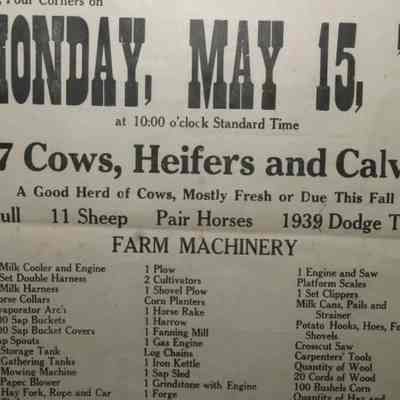 Four Corners on
MONDAY, MAY 15,
at 10:00 o'clock Standard Time
7 Cows, Heifers and Calv
A Good Herd of Cows, Mostly Fresh or Due This Fall
ull 11 Sheep Pair Horses 1939 Dodge T
FARM MACHINERY
Milk Cooler and Engine
Set Double Harness
Milk Harness
orse Collars
vaporator Arc's
00 Sap Buckets
00 Sap Bucket Covers
ap Spouts
Storage Tank
Gathering Tanks
Mowing Machine
Paper Blower
Hay Fork, Rope and Car
1 Plow
2 Cultivators
1 Shovel Plow
Corn Planters
1 Horse Rake
1 Harrow
1 Fanning Mill
1 Gas Engine
Log Chains
1 Iron Kettle
1 Sap Sled
1 Grindstone with Engine
1 Forge
1 Engine and Saw
Platform Scales
1 Set Clippers
Milk Cans, Pails and
Strainer
Potato Hooks, Hoes, Fo
Shovels
Crosscut Saw
Carpenters' Tools
Quantity of Wool
20 Cords of Wood
100 Bushels Corn
Quantity of Hay and